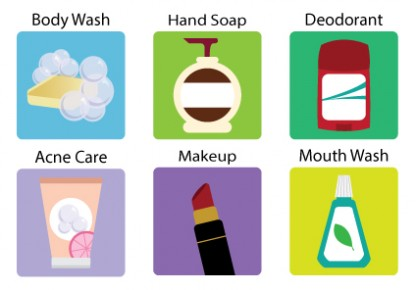 Body Wash
Hand Soap
Deodorant
Acne Care
Makeup
Mouth Wash